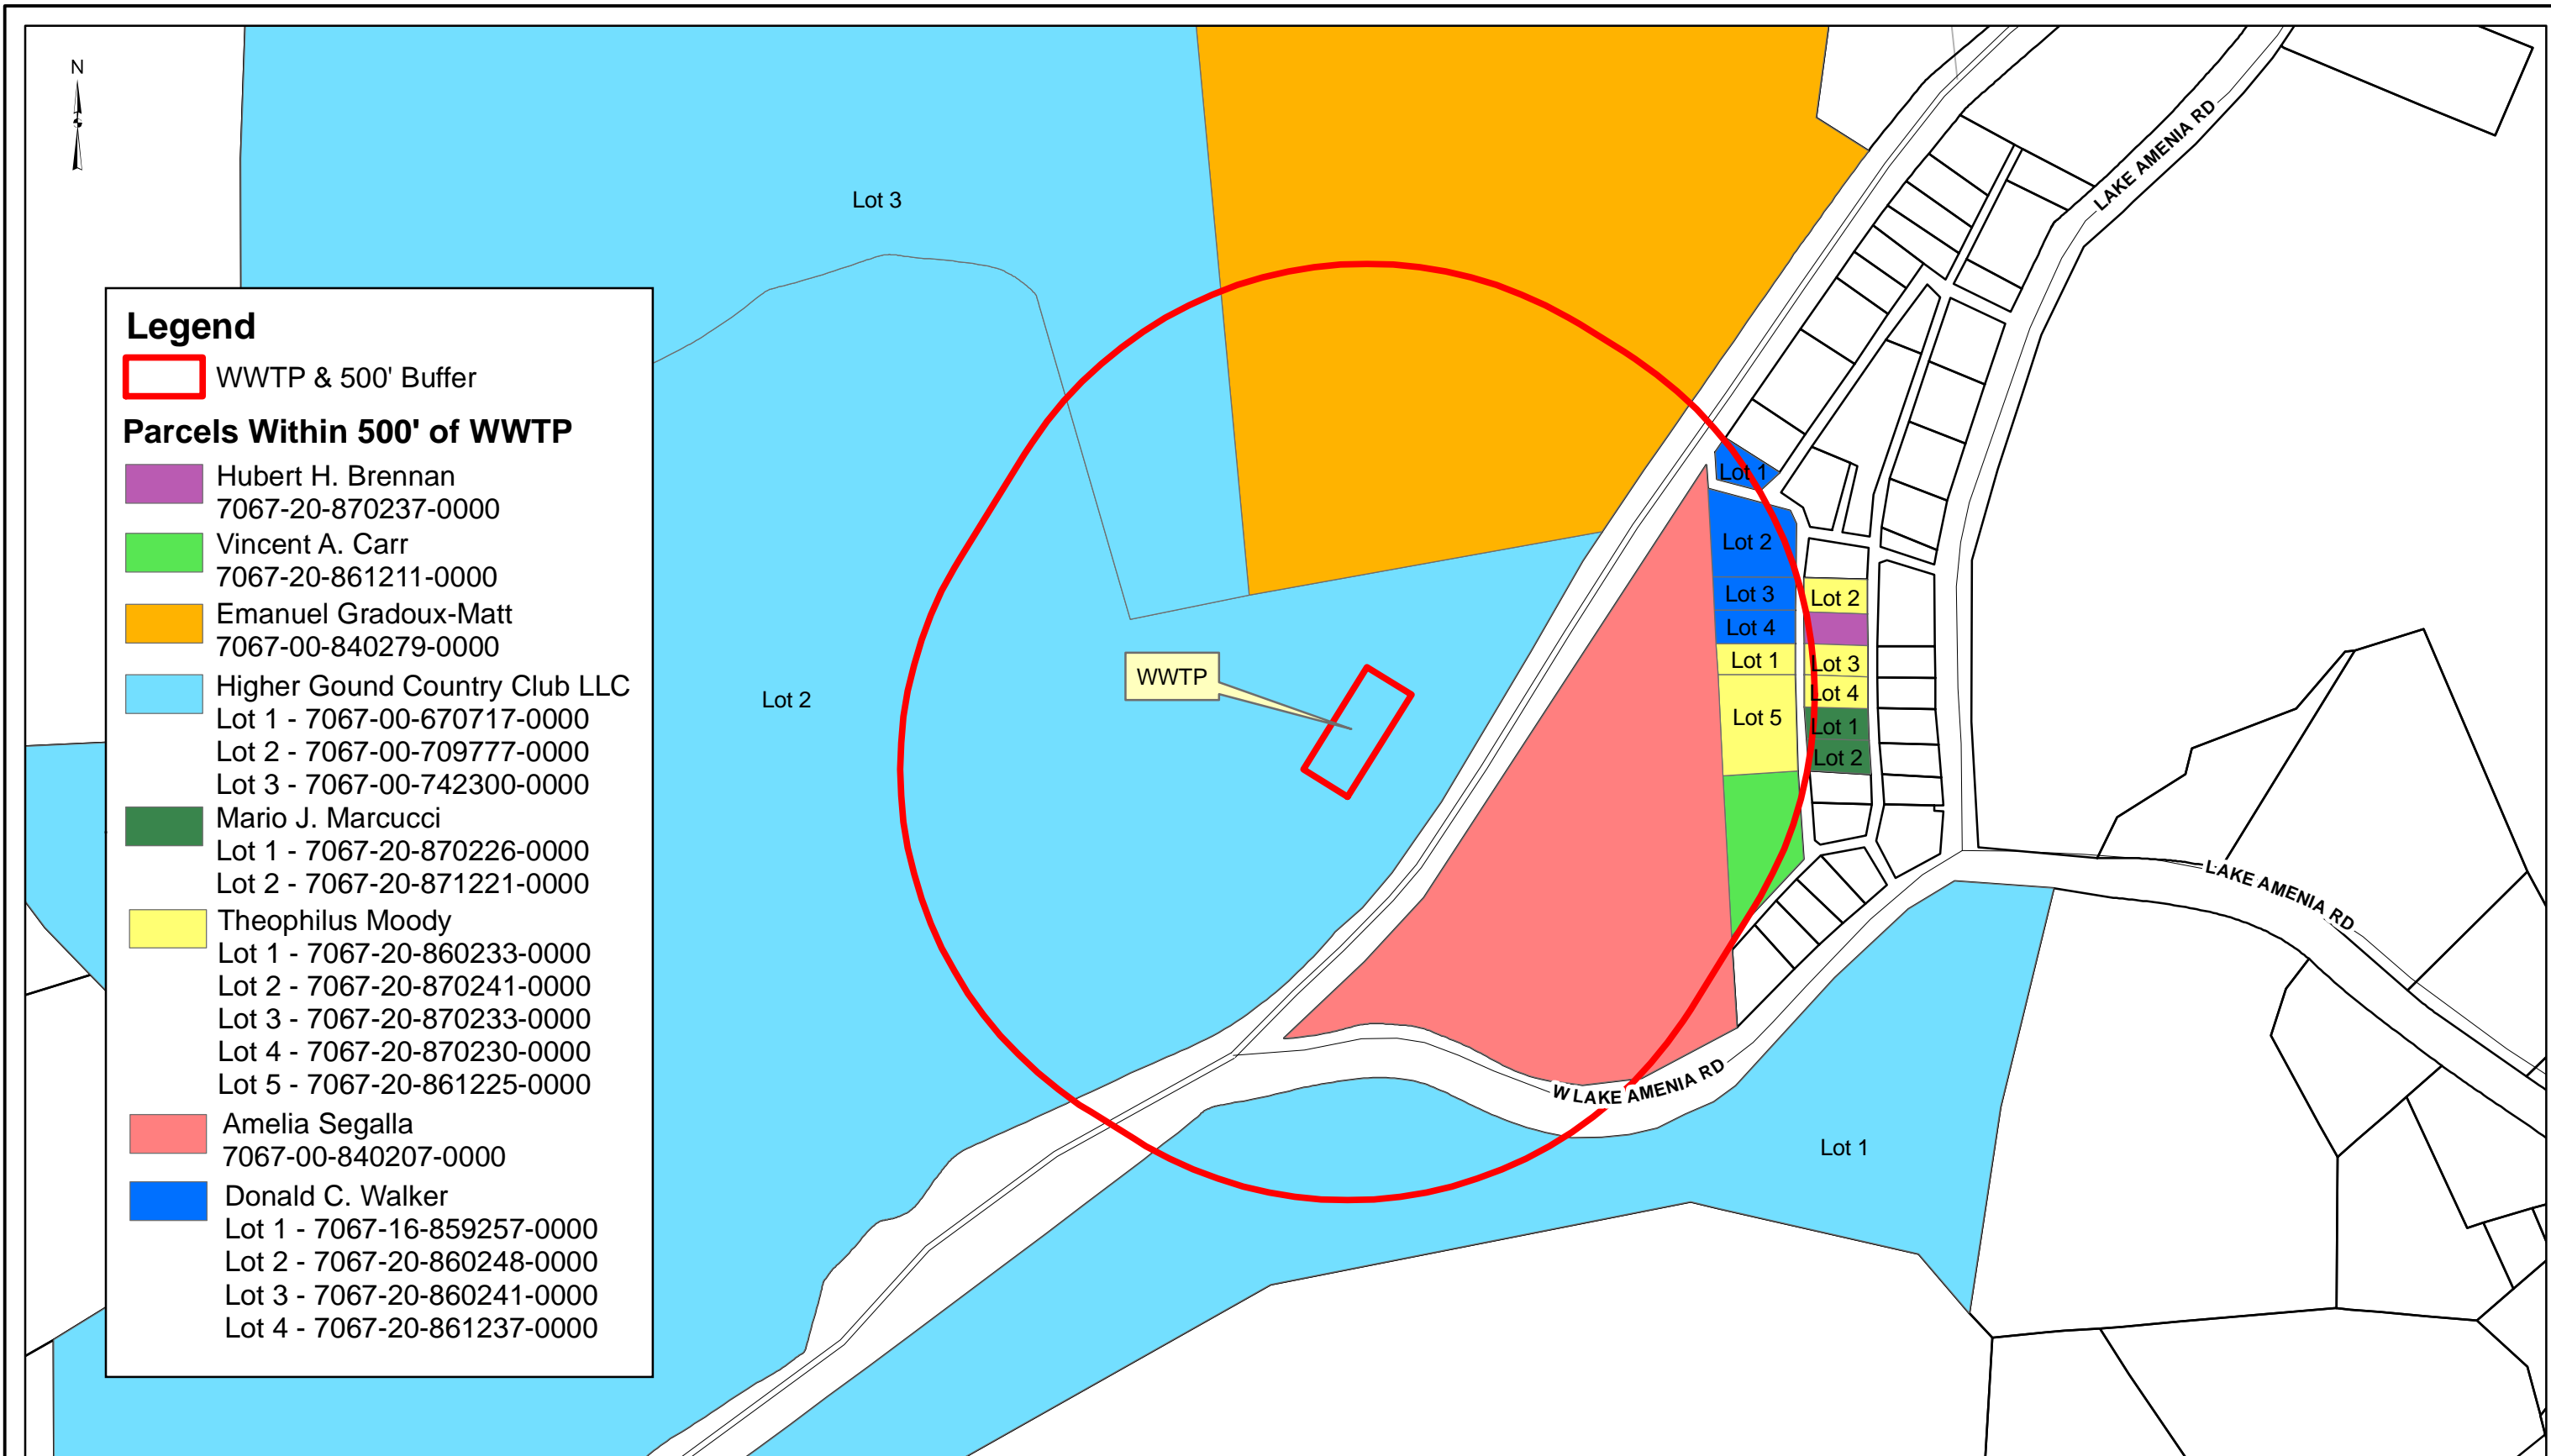 N
Lot 3
LAKE AMENIA RD
Legend
WWTP & 500' Buffer
Parcels Within 500' of WWTP
Hubert H. Brennan
7067-20-870237-0000
Vincent A. Carr
7067-20-861211-0000
Emanuel Gradoux-Matt
7067-00-840279-0000
Higher Gound Country Club LLC
Lot 1 - 7067-00-670717-0000
Lot 2 - 7067-00-709777-0000
Lot 3 - 7067-00-742300-0000
Mario J. Marcucci
Lot 1 - 7067-20-870226-0000
Lot 2 - 7067-20-871221-0000
Theophilus Moody
Lot 1 - 7067-20-860233-0000
Lot 2 - 7067-20-870241-0000
Lot 3 - 7067-20-870233-0000
Lot 4 - 7067-20-870230-0000
Lot 5 - 7067-20-861225-0000
Amelia Segalla
7067-00-840207-0000
Donald C. Walker
Lot 1 - 7067-16-859257-0000
Lot 2 - 7067-20-860248-0000
Lot 3 - 7067-20-860241-0000
Lot 4 - 7067-20-861237-0000
Lot 2
WWTP
Lot 1
Lot 2
Lot 3
Lot 4
Lot 1
Lot 5
Lot 2
Lot 3
Lot 4
Lot 1
Lot 2
LAKE AMENIA RD
W LAKE AMENIA RD
Lot 1